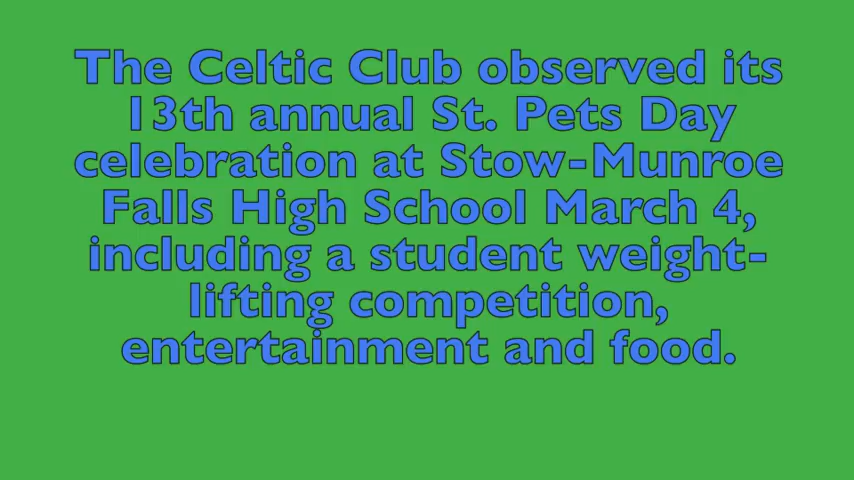 The Celtic Club observed its
13th annual St. Pets Day
celebration at Stow-Munroe
Falls High School March 4,
including a student weight-
lifting competition,
entertainment and food.